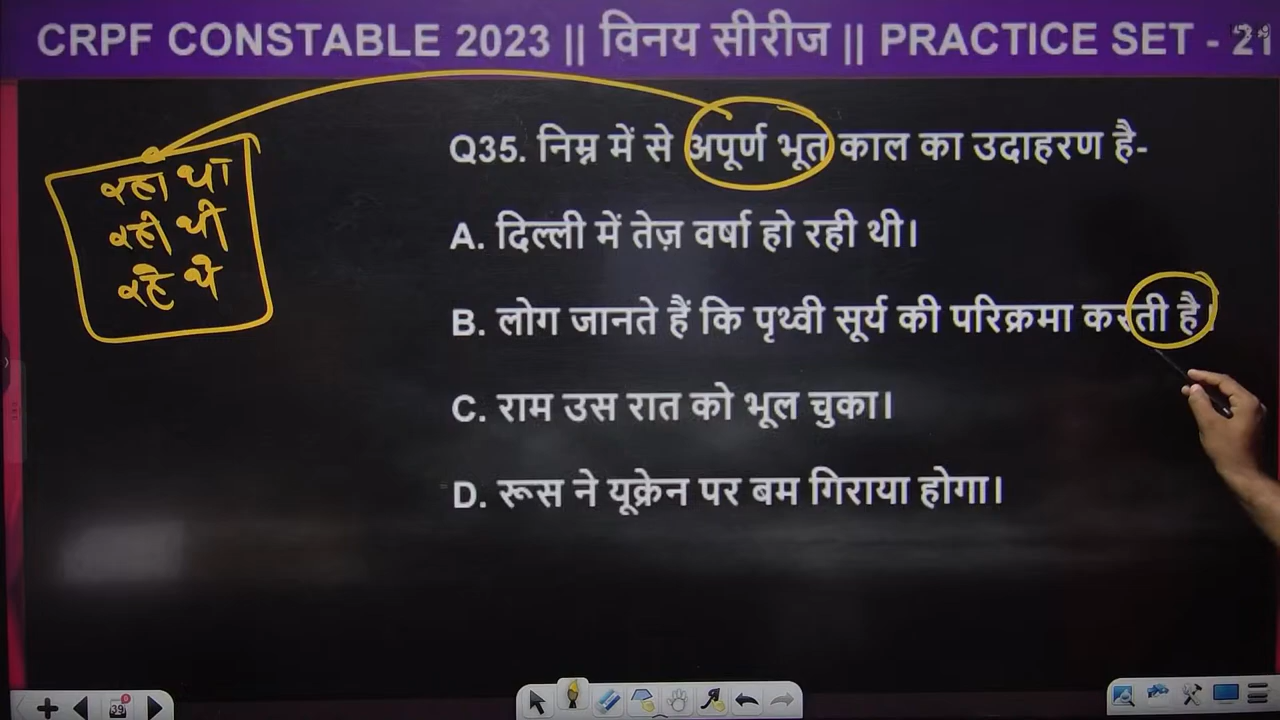 CRPF CONSTABLE 2023 || विनय सीरीज || PRACTICE SET - 21
रहा था
रही थी
रहे थे
Q35. निम्न में से अपूर्ण भूत काल का उदाहरण है-
A. दिल्ली में तेज़ वर्षा हो रही थी।
B. लोग जानते हैं कि पृथ्वी सूर्य की परिक्रमा करती है।
C. राम उस रात को भूल चुका।
D. रूस ने यूक्रेन पर बम गिराया होगा।
39